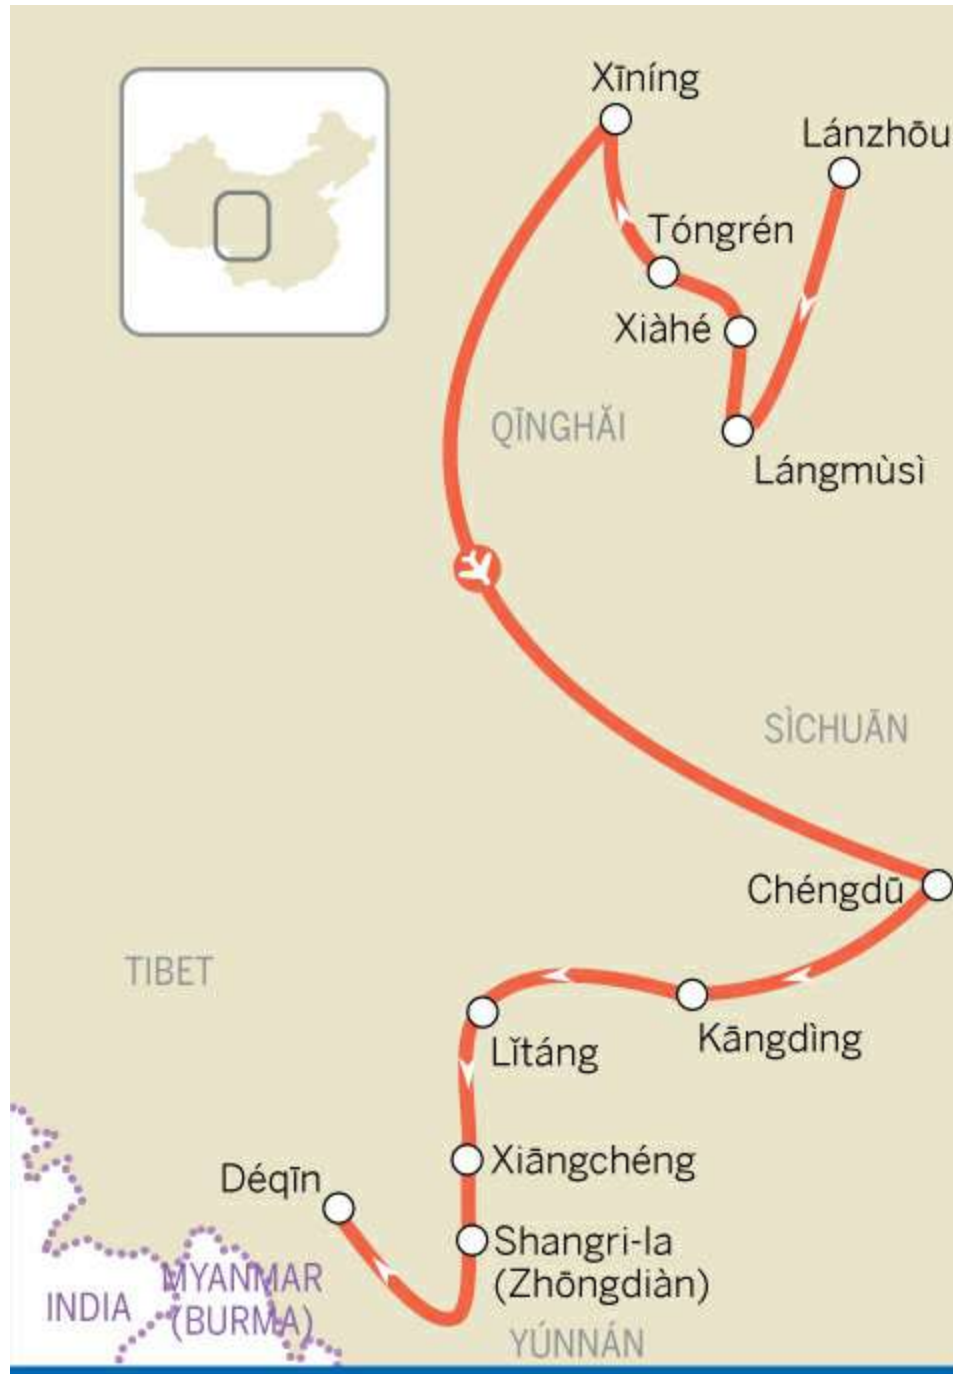 Xīníng
Lánzhōu
Tóngrén
Xiàhé
QĪNGHǍI
Lángmùsì
SÌCHUĀN
Chéngdū
TIBET
Kāngdìng
Lǐtáng
Xiāngchéng
Déqīn
Shangri-la
(Zhōngdiàn)
MYANMAR
(BURMA)
INDIA
YÚNNÁN